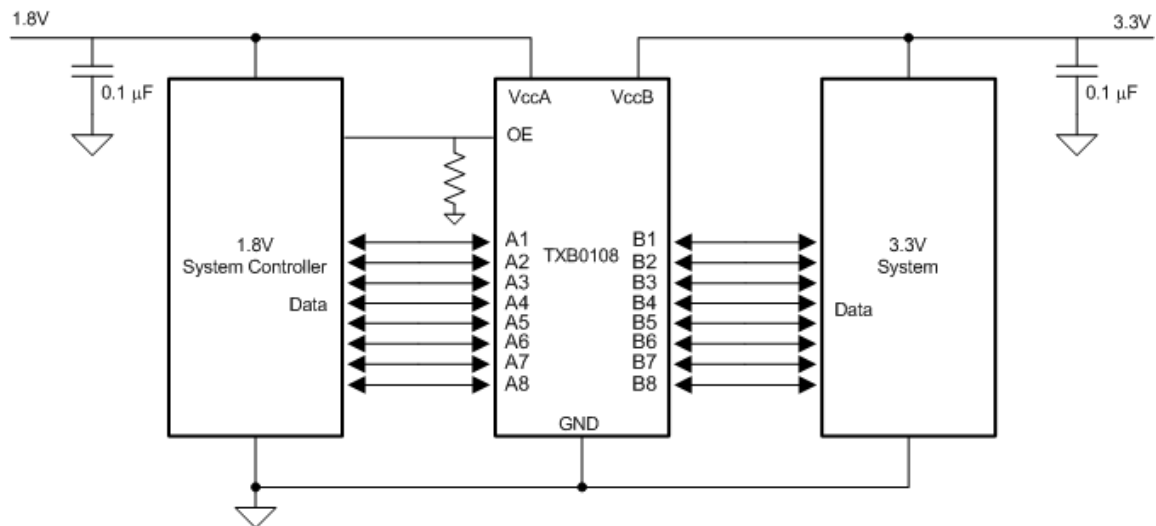 1.8V
3.3V
0.1 μF
0.1 μF
VccA VccB
OE
1.8V
System Controller
Data
A1
A2
A3
A4
A5
A6
A7
A8
TXB0108
B1
B2
B3
B4
B5
B6
B7
B8
GND
3.3V
System
Data